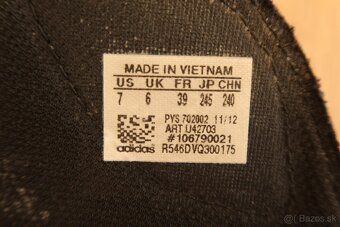 MADE IN VIETNAM
US UK FR JP CHN
7 6 39 245 240
PYS 702002 11/12
ART U42703
#106790021
adidas R546DVQ300175
Bazos.sk